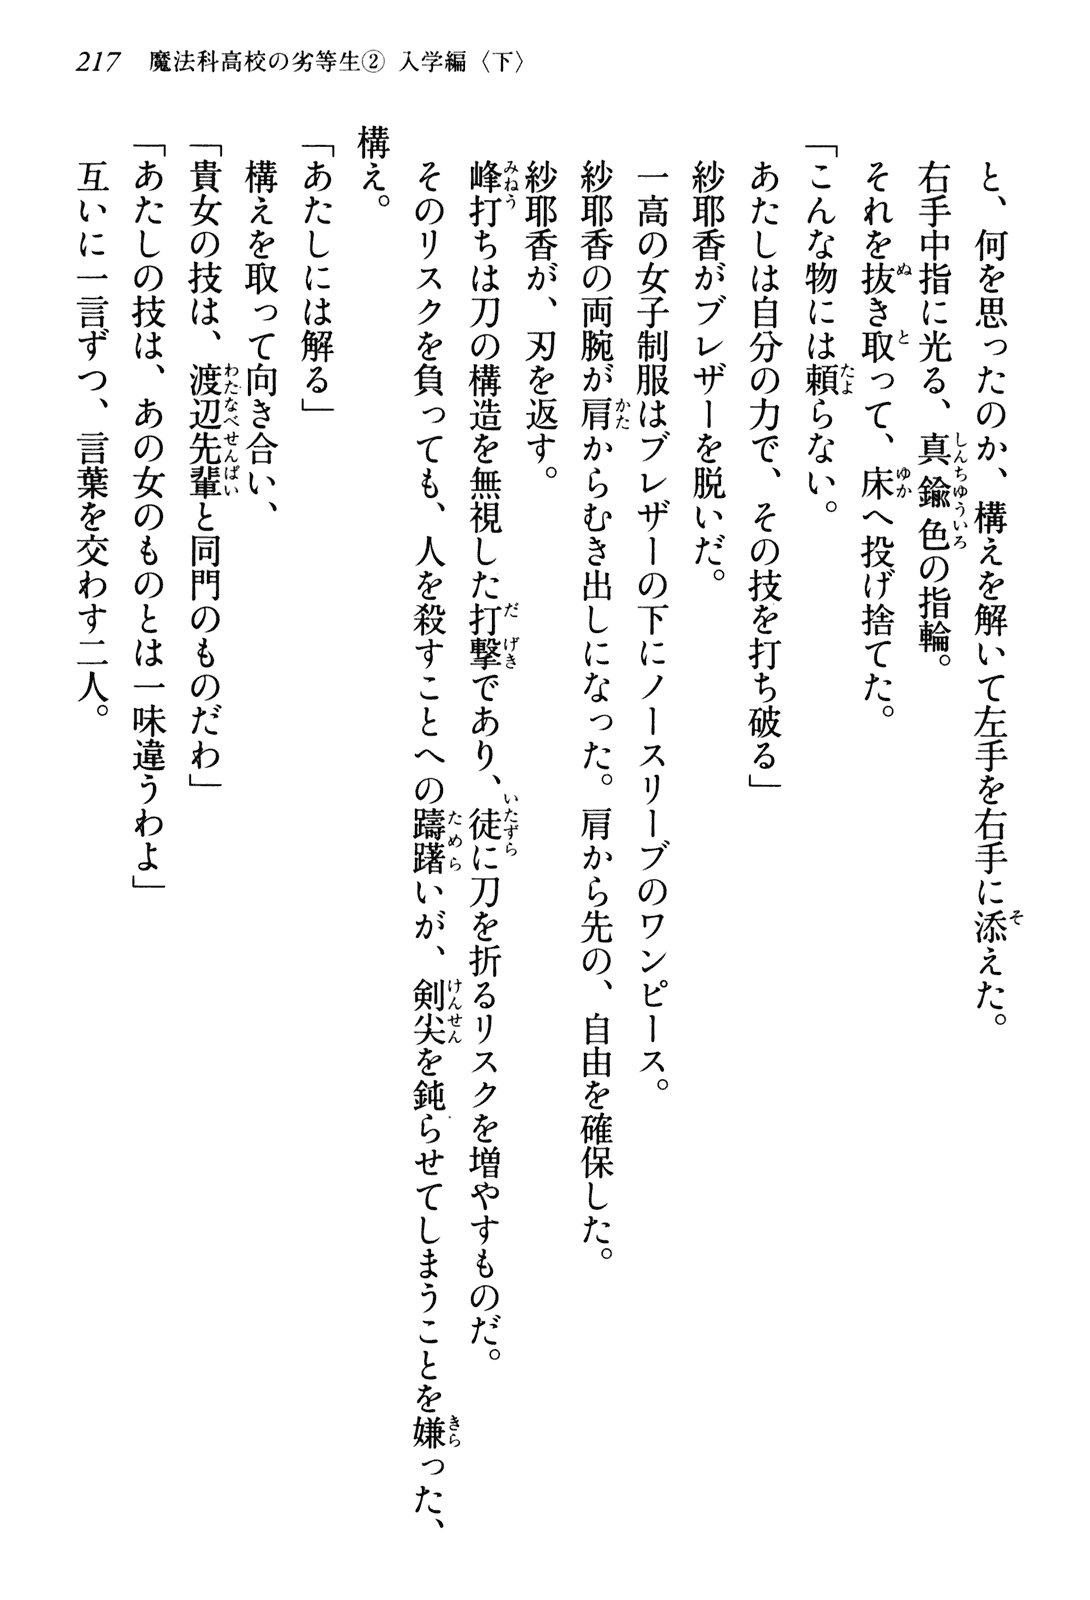 217 魔法科高校の劣等生② 入学編〈下〉
と、何を思ったのか、構えを解いて左手を右手に添えた。
右手中指に光る、真鍮色の指輪。
それを抜き取って、床へ投げ捨てた。
「こんな物には頼らない。
あたしは自分の力で、その技を打ち破る」
紗耶香がブレザーを脱いだ。
一高の女子制服はブレザーの下にノースリーブのワンピース。
紗耶香の両腕が肩からむき出しになった。肩から先の、自由を確保した。
紗耶香が、刃を返す。
峰打ちは刀の構造を無視した打撃であり、徒に刀を折るリスクを増やすものだ。
そのリスクを負っても、人を殺すことへの躊躇いが、剣尖を鈍らせてしまうことを嫌った、
構え。
「あたしには解る」
構えを取って向き合い、
「貴女の技は、渡辺先輩と同門のものだわ」
「あたしの技は、あの女のものとは一味違うわよ」
互いに一言ずつ、言葉を交わす二人。